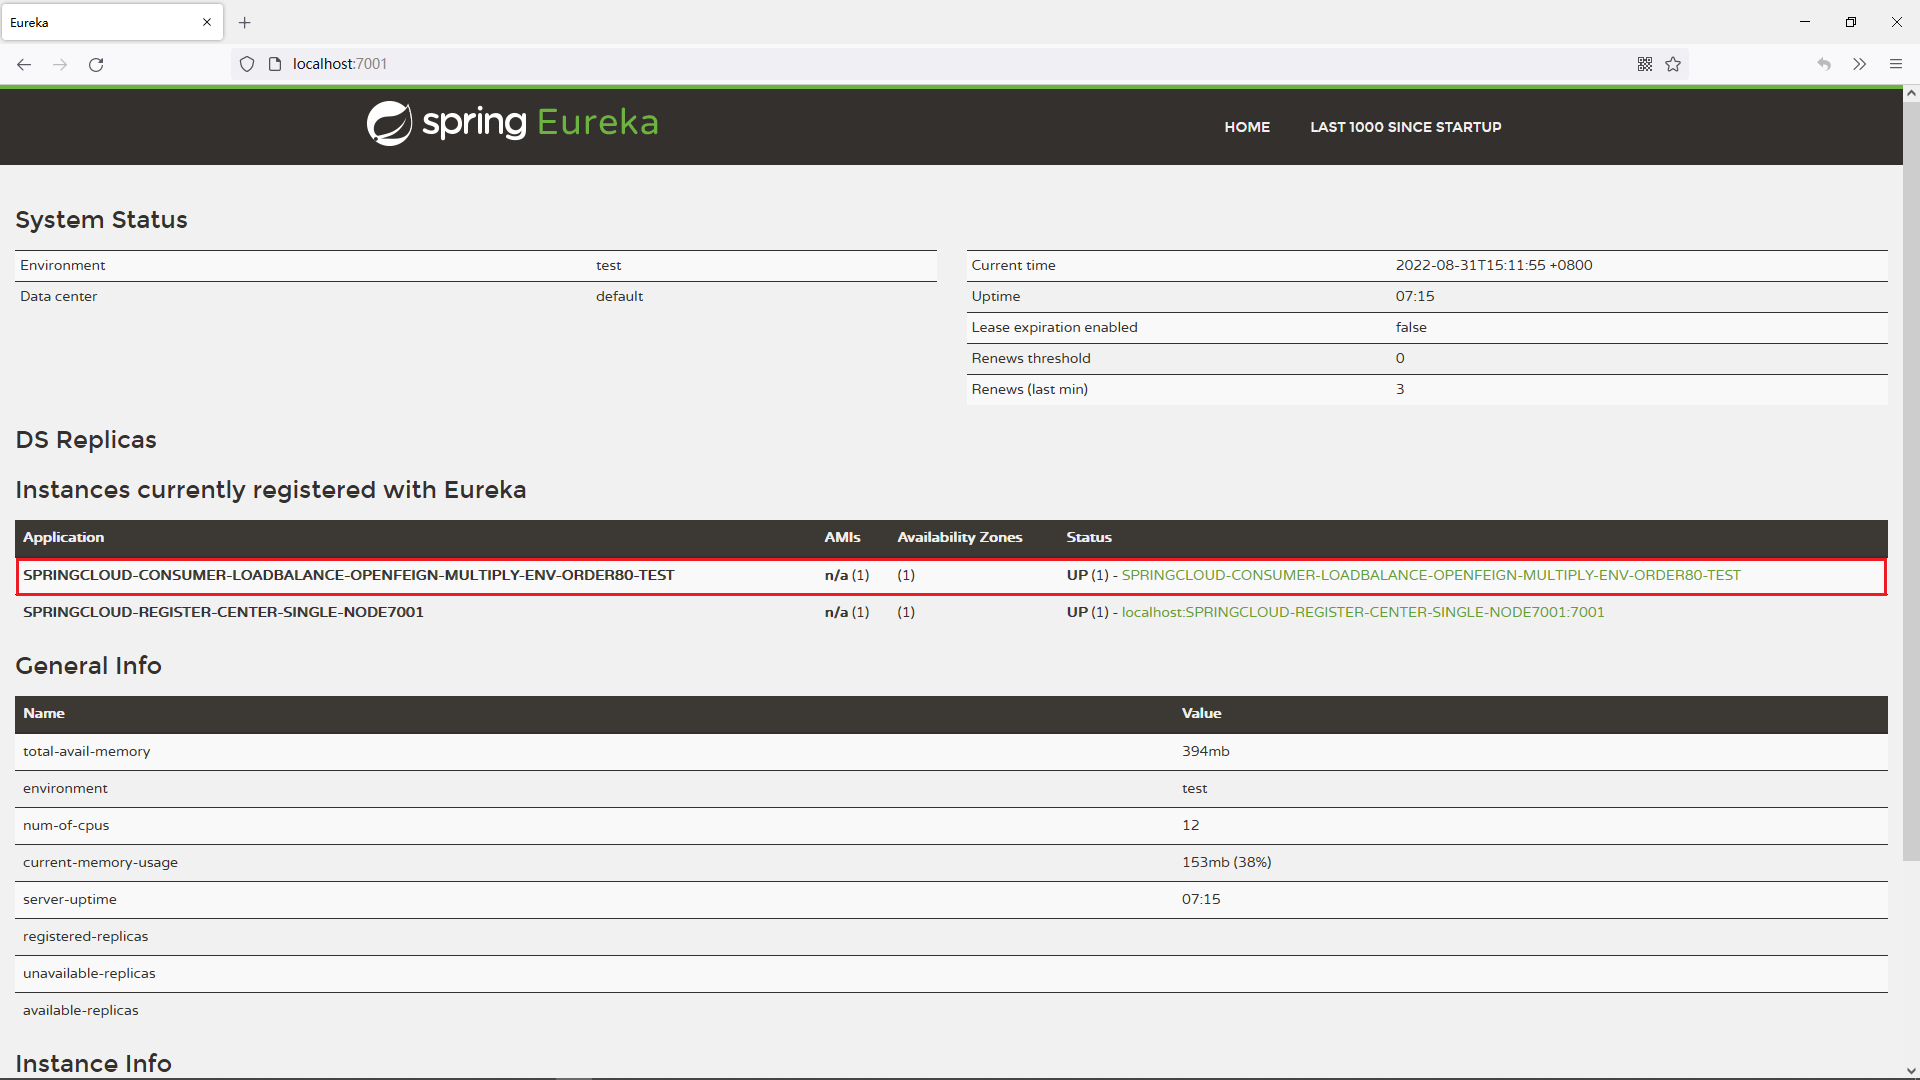 Eureka
localhost:7001
spring Eureka
HOME LAST 1000 SINCE STARTUP
System Status
Environment test
Data center default
Current time 2022-08-31T15:11:55 +0800
Uptime 07:15
Lease expiration enabled false
Renews threshold 0
Renews (last min) 3
DS Replicas
Instances currently registered with Eureka
Application AMIs Availability Zones Status
SPRINGCLOUD-CONSUMER-LOADBALANCE-OPENFEIGN-MULTIPLY-ENV-ORDER80-TEST n/a (1) (1) UP (1) - SPRINGCLOUD-CONSUMER-LOADBALANCE-OPENFEIGN-MULTIPLY-ENV-ORDER80-TEST
SPRINGCLOUD-REGISTER-CENTER-SINGLE-NODE7001 n/a (1) (1) UP (1) - localhost:SPRINGCLOUD-REGISTER-CENTER-SINGLE-NODE7001:7001
General Info
Name Value
total-avail-memory 394mb
environment test
num-of-cpus 12
current-memory-usage 153mb (38%)
server-uptime 07:15
registered-replicas
unavailable-replicas
available-replicas
Instance Info